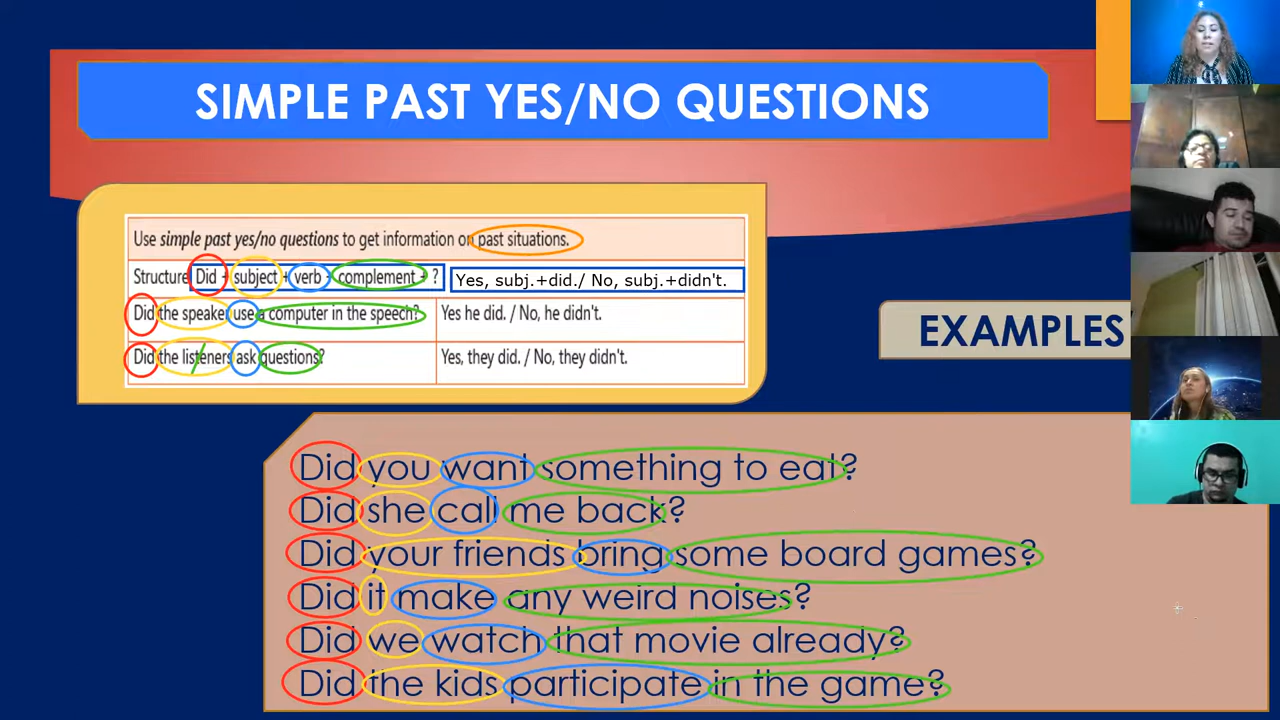 SIMPLE PAST YES/NO QUESTIONS
Use simple past yes/no questions to get information on past situations.
Structure Did + subject + verb + complement + ?
Yes, subj.+did./ No, subj.+didn't.
Did the speaker use a computer in the speech?
Yes he did. / No, he didn't.
Did the listeners ask questions?
Yes, they did. / No, they didn't.
EXAMPLES
Did you want something to eat?
Did she call me back?
Did your friends bring some board games?
Did it make any weird noises?
Did we watch that movie already?
Did the kids participate in the game?